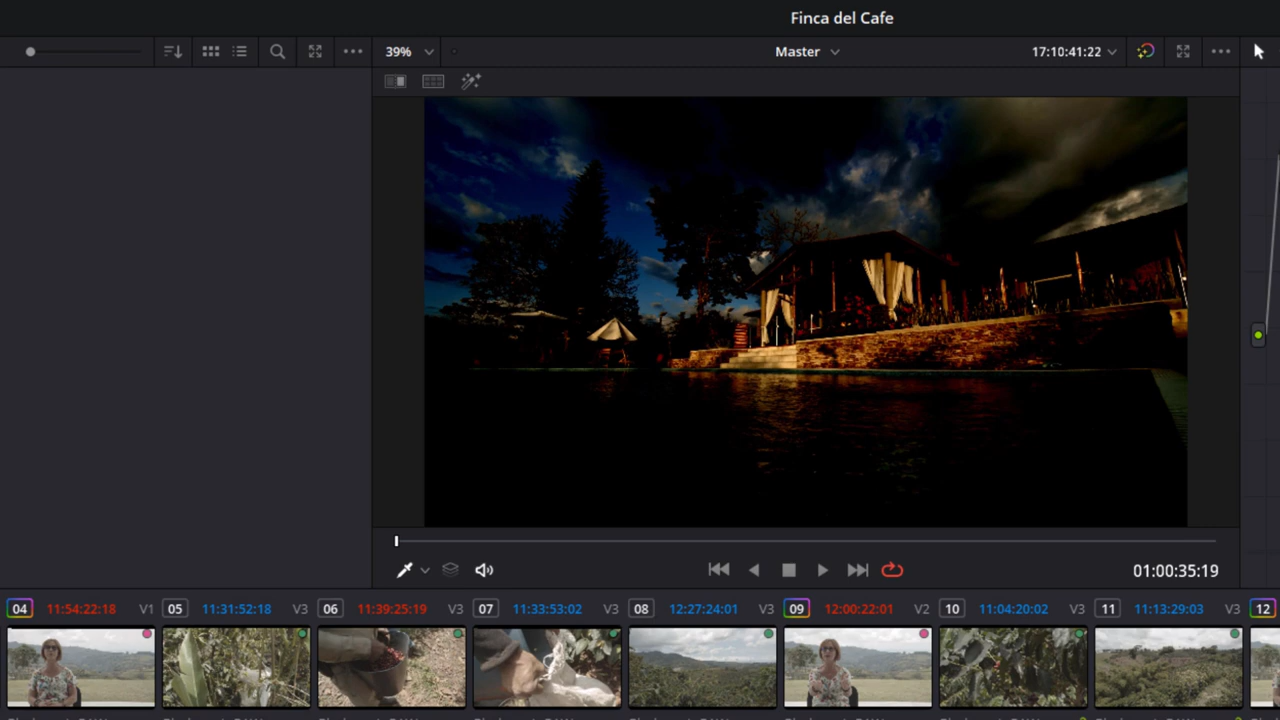 Finca del Cafe
39%
Master
17:10:41:22
01:00:35:19
04 11:54:22:18 V1 05 11:31:52:18 V3 06 11:39:25:19 V3 07 11:33:53:02 V3 08 12:27:24:01 V3 09 12:00:22:01 V2 10 11:04:20:02 V3 11 11:13:29:03 V3 12